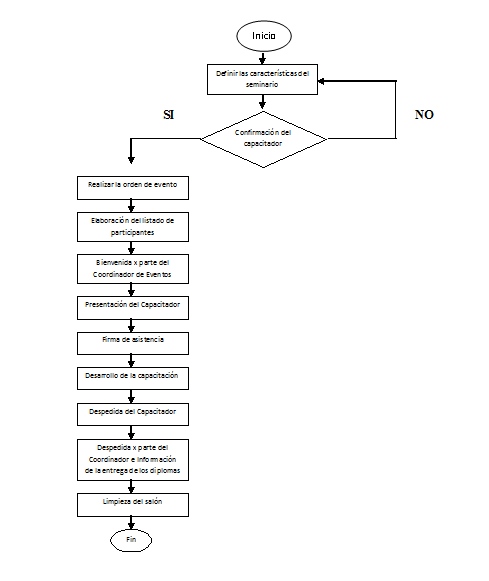 Inicio
Definir las características del
seminario
SI
NO
Confirmación del
capacitador
Realizar la orden de evento
Elaboración del listado de
participantes
Bienvenida x parte del
Coordinador de Eventos
Presentación del Capacitador
Firma de asistencia
Desarrollo de la capacitación
Despedida del Capacitador
Despedida x parte del
Coordinador e Información
de la entrega de los diplomas
Limpieza del salón
Fin